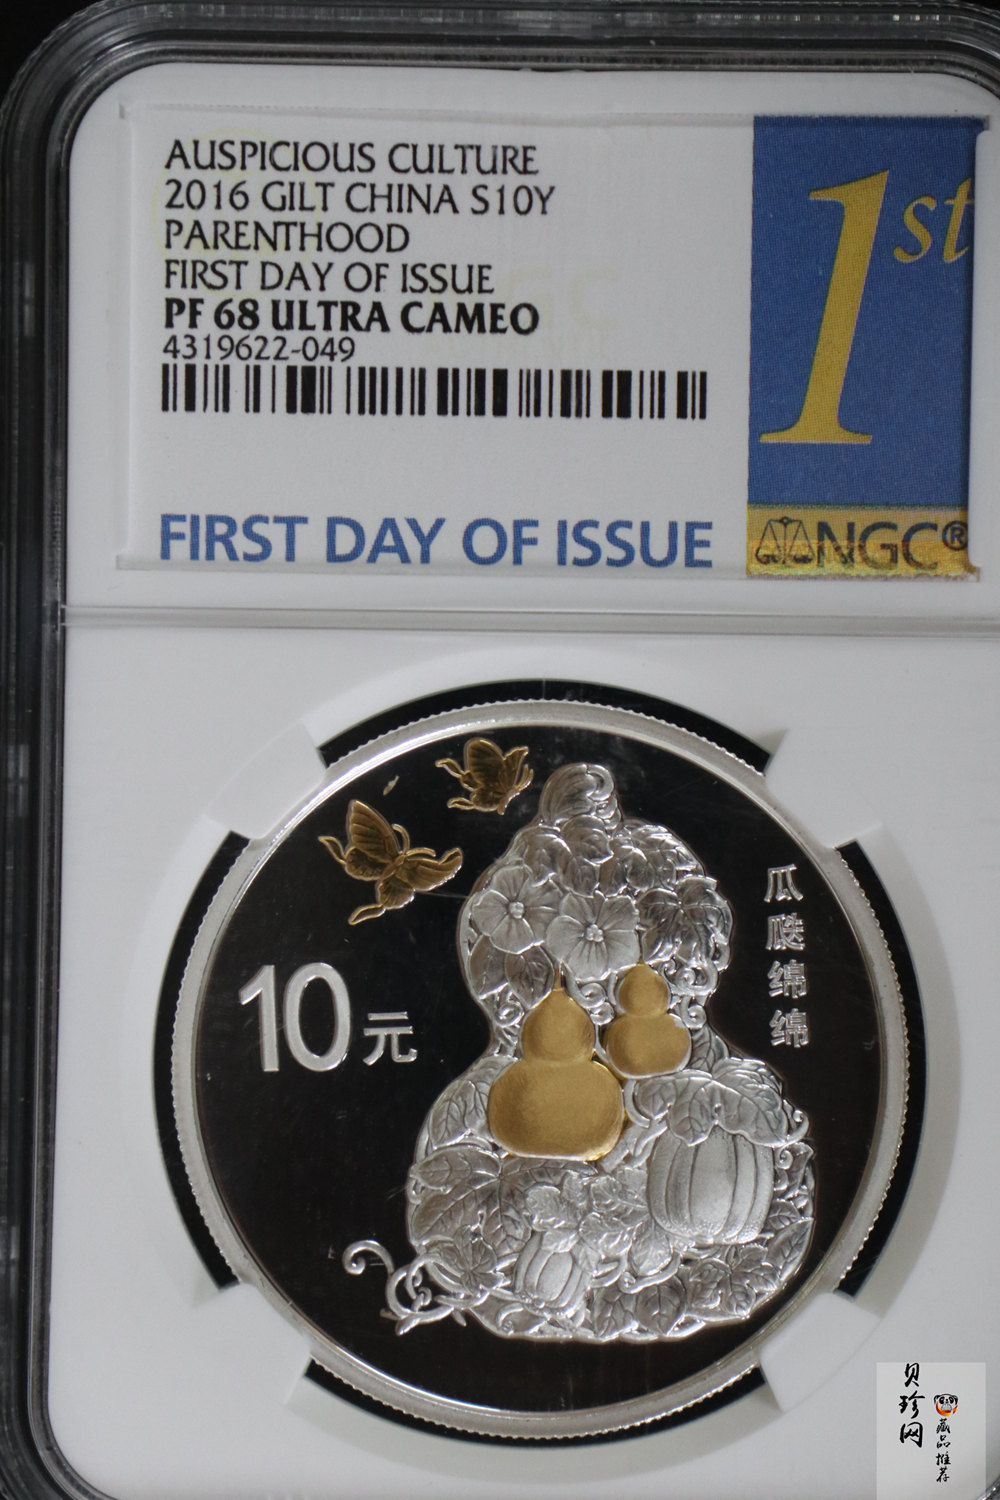 AUSPICIOUS CULTURE
2016 GILT CHINA S10Y
PARENTHOOD
FIRST DAY OF ISSUE
PF 68 ULTRA CAMEO
4319622-049
FIRST DAY OF ISSUE
1st
NGC®
瓜瓞绵绵
10元
贝珍网
藏品推荐